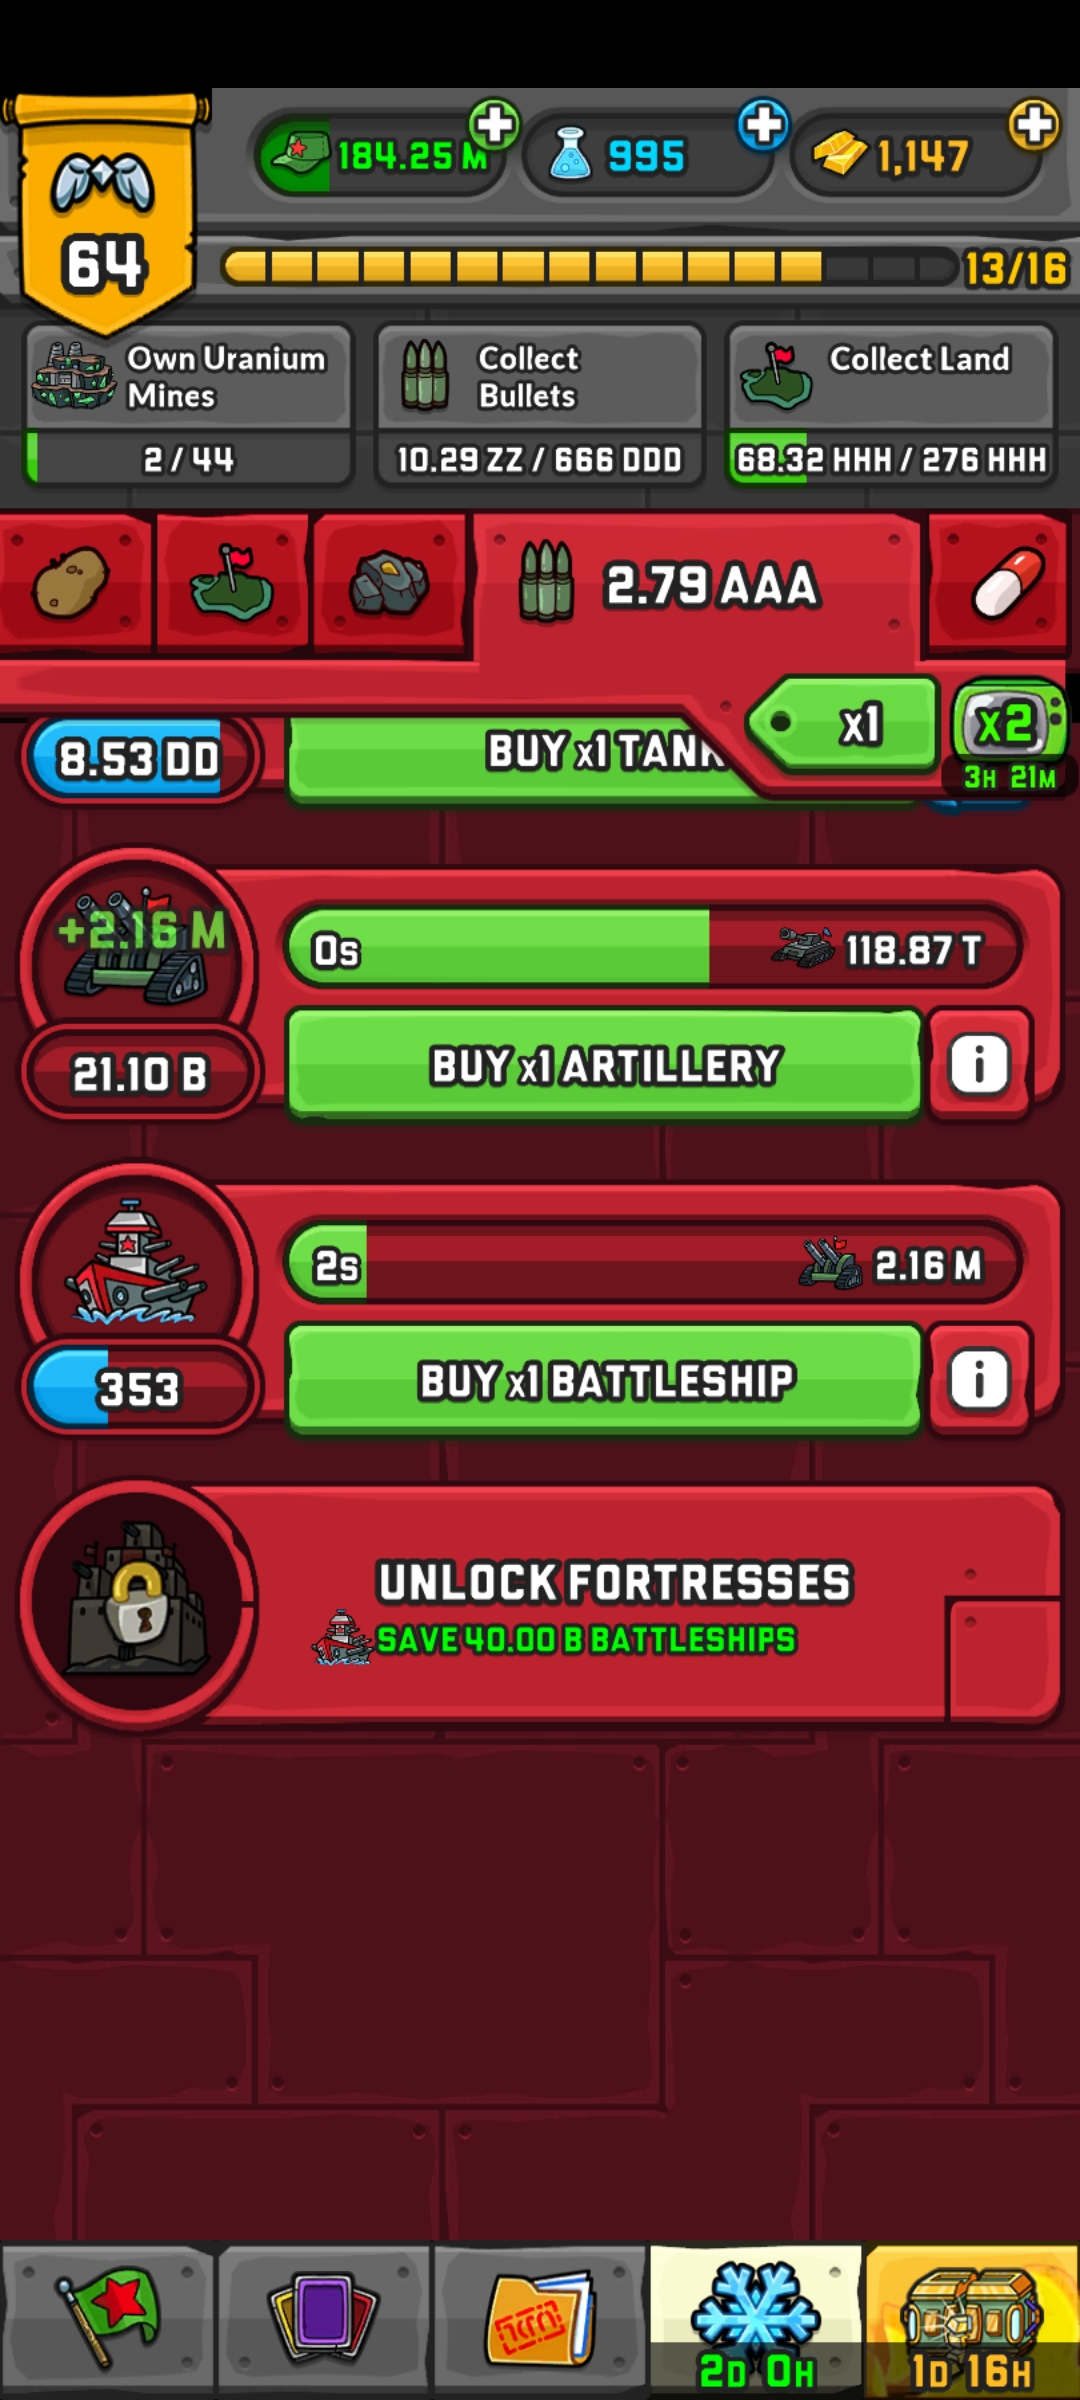 184.25 M
995
1,147
64
13/16
Own Uranium
Mines
2 / 44
Collect
Bullets
10.29 ZZ / 666 DDD
Collect Land
68.32 HHH / 276 HHH
2.79 AAA
x1
x2
3H 21M
8.53 DD
BUY x1 TANK
+2.16 M
0s
118.87 T
21.10 B
BUY x1 ARTILLERY
i
2s
2.16 M
353
BUY x1 BATTLESHIP
i
UNLOCK FORTRESSES
SAVE 40.00 B BATTLESHIPS
2D 0H
1D 16H